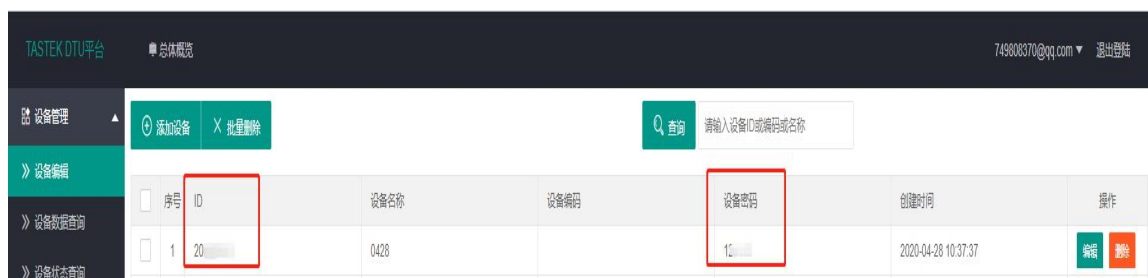 TASTEK DTU平台 总体概览 749808370@qq.com ▼ 退出登陆
设备管理 ▲ 添加设备 批量删除 查询 请输入设备ID或编码或名称
设备编辑
序号 ID 设备名称 设备编码 设备密码 创建时间 操作
设备数据查询
1 20 0428 12 2020-04-28 10:37:37 编辑 删除
设备状态查询